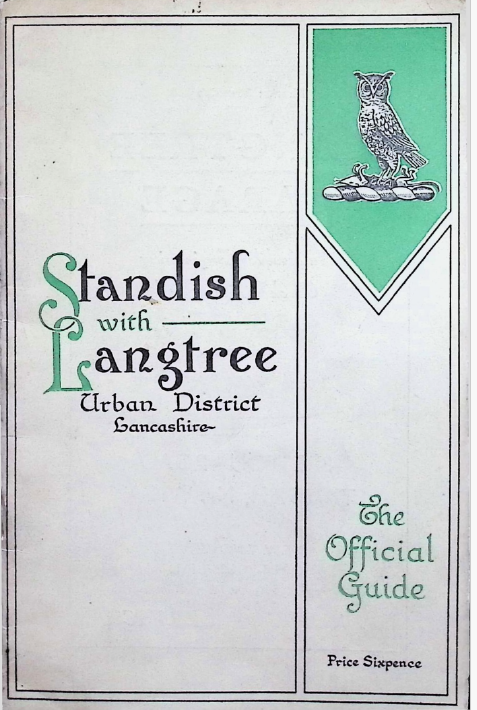 Standish
with
Langtree
Urban District
Lancashire
The
Official
Guide
Price Sixpence